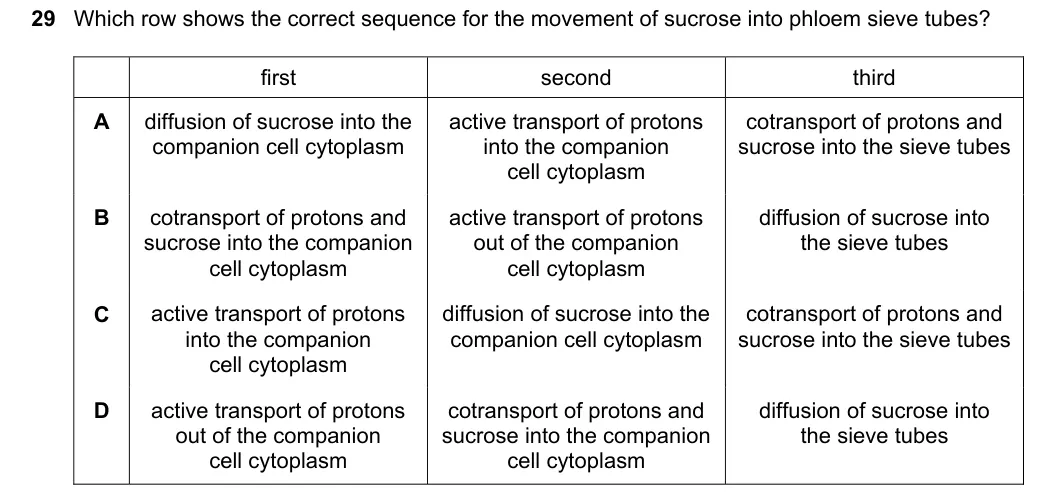 29 Which row shows the correct sequence for the movement of sucrose into phloem sieve tubes?
first second third
A diffusion of sucrose into the companion cell cytoplasm active transport of protons into the companion cell cytoplasm cotransport of protons and sucrose into the sieve tubes
B cotransport of protons and sucrose into the companion cell cytoplasm active transport of protons out of the companion cell cytoplasm diffusion of sucrose into the sieve tubes
C active transport of protons into the companion cell cytoplasm diffusion of sucrose into the companion cell cytoplasm cotransport of protons and sucrose into the sieve tubes
D active transport of protons out of the companion cell cytoplasm cotransport of protons and sucrose into the companion cell cytoplasm diffusion of sucrose into the sieve tubes